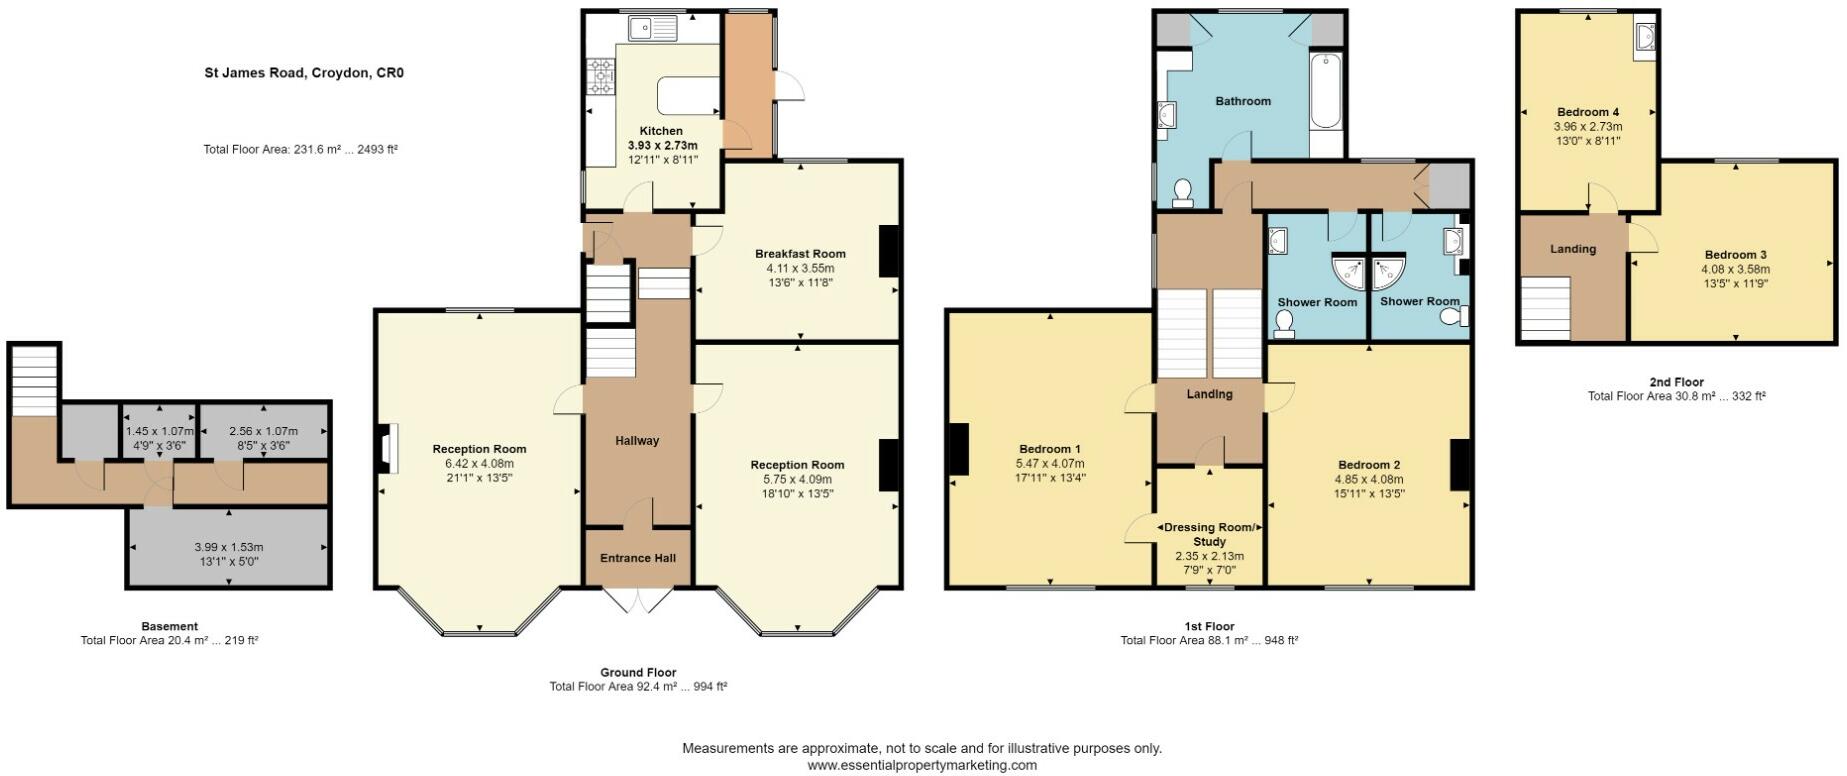 St James Road, Croydon, CR0
Total Floor Area: 231.6 m² ... 2493 ft²
1.45 x 1.07m
4'9" x 3'6"
2.56 x 1.07m
8'5" x 3'6"
3.99 x 1.53m
13'1" x 5'0"
Basement
Total Floor Area 20.4 m² ... 219 ft²
Kitchen
3.93 x 2.73m
12'11" x 8'11"
Breakfast Room
4.11 x 3.55m
13'6" x 11'8"
Reception Room
6.42 x 4.08m
21'1" x 13'5"
Hallway
Reception Room
5.75 x 4.09m
18'10" x 13'5"
Entrance Hall
Ground Floor
Total Floor Area 92.4 m² ... 994 ft²
Bathroom
Shower Room
Shower Room
Landing
Bedroom 1
5.47 x 4.07m
17'11" x 13'4"
Bedroom 2
4.85 x 4.08m
15'11" x 13'5"
Dressing Room/
Study
2.35 x 2.13m
7'9" x 7'0"
1st Floor
Total Floor Area 88.1 m² ... 948 ft²
Bedroom 4
3.96 x 2.73m
13'0" x 8'11"
Landing
Bedroom 3
4.08 x 3.58m
13'5" x 11'9"
2nd Floor
Total Floor Area 30.8 m² ... 332 ft²
Measurements are approximate, not to scale and for illustrative purposes only.
www.essentialpropertymarketing.com